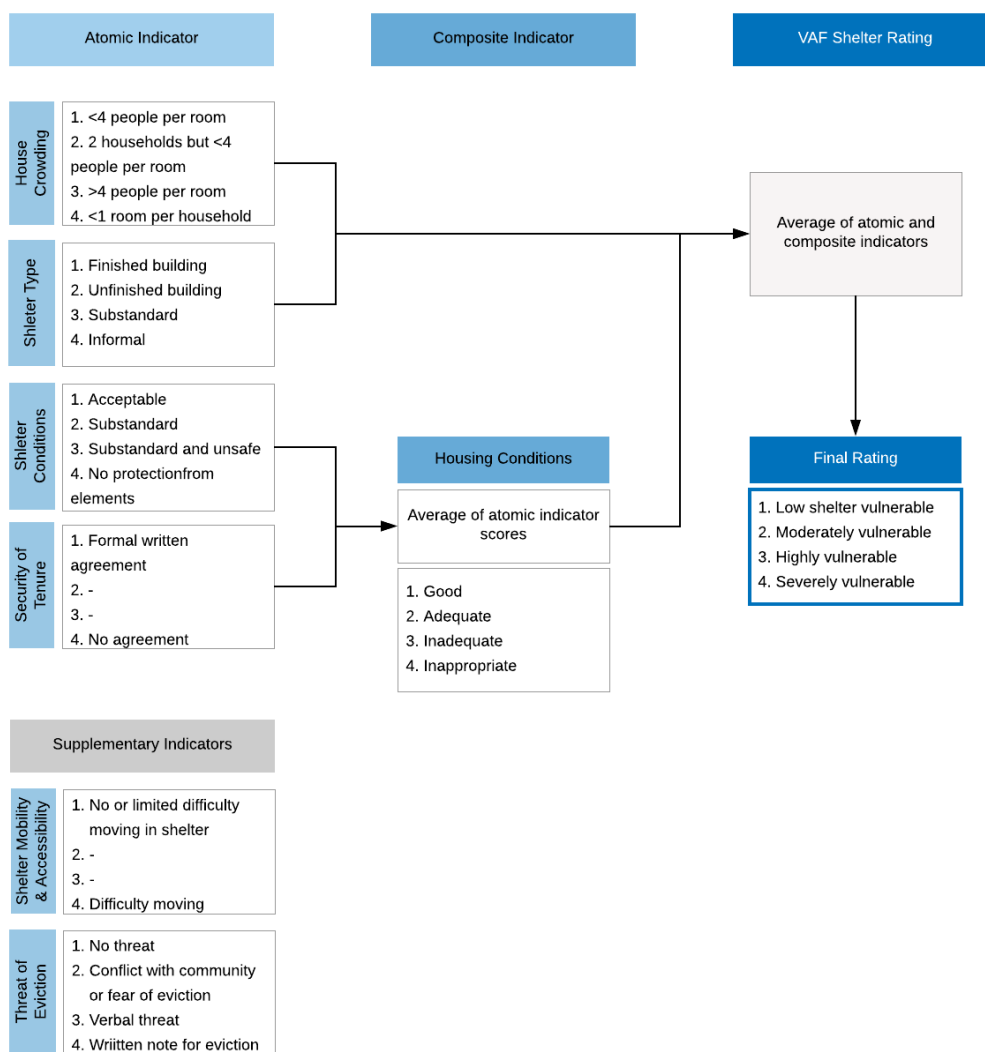 Atomic Indicator
Composite Indicator
VAF Shelter Rating
House
Crowding
1. <4 people per room
2. 2 households but <4
people per room
3. >4 people per room
4. <1 room per household
Average of atomic and
composite indicators
Shleter Type
1. Finished building
2. Unfinished building
3. Substandard
4. Informal
Shleter
Conditions
1. Acceptable
2. Substandard
3. Substandard and unsafe
4. No protectionfrom
elements
Housing Conditions
Average of atomic indicator
scores
1. Good
2. Adequate
3. Inadequate
4. Inappropriate
Final Rating
1. Low shelter vulnerable
2. Moderately vulnerable
3. Highly vulnerable
4. Severely vulnerable
Security of
Tenure
1. Formal written
agreement
2. -
3. -
4. No agreement
Supplementary Indicators
Shelter Mobility
& Accessibility
1. No or limited difficulty
moving in shelter
2. -
3. -
4. Difficulty moving
Threat of
Eviction
1. No threat
2. Conflict with community
or fear of eviction
3. Verbal threat
4. Wriitten note for eviction